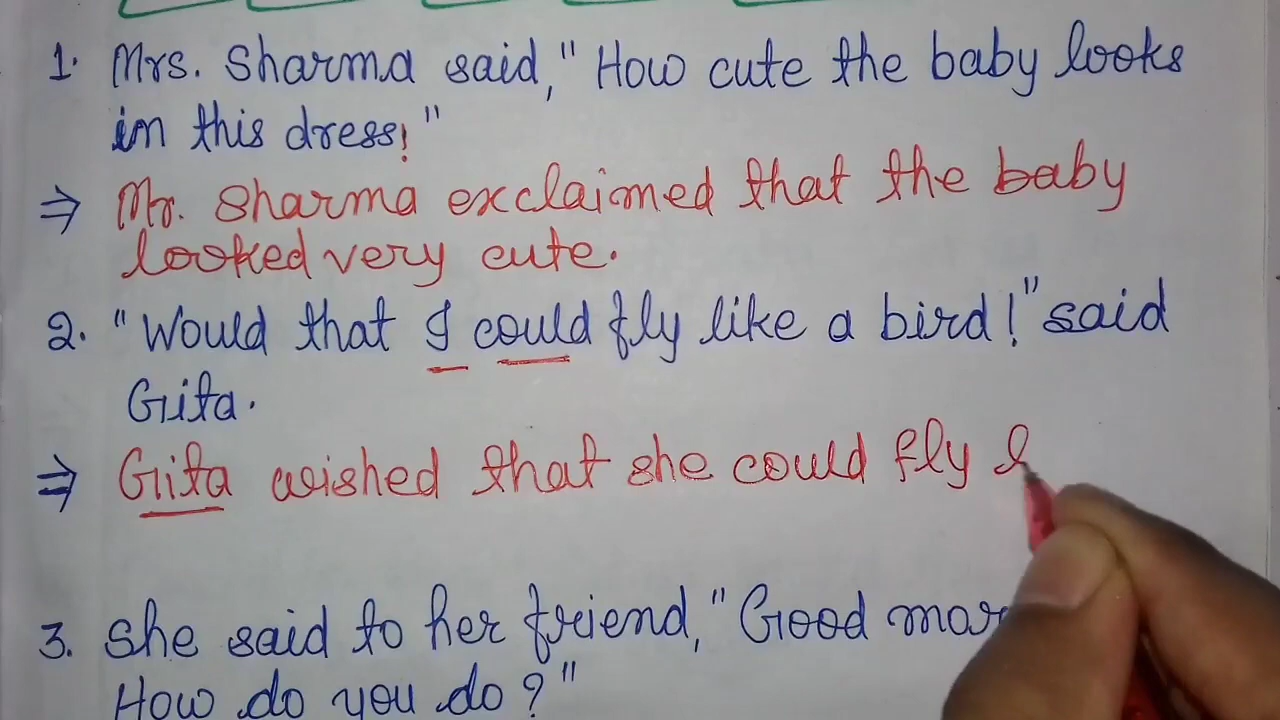 1. Mrs. Sharma said, "How cute the baby looks
in this dress!"
⇒ Mr. Sharma exclaimed that the baby
looked very cute.
2. "Would that I could fly like a bird!" said
Gita.
⇒ Gita wished that she could fly
3. She said to her friend, "Good
How do you do?"